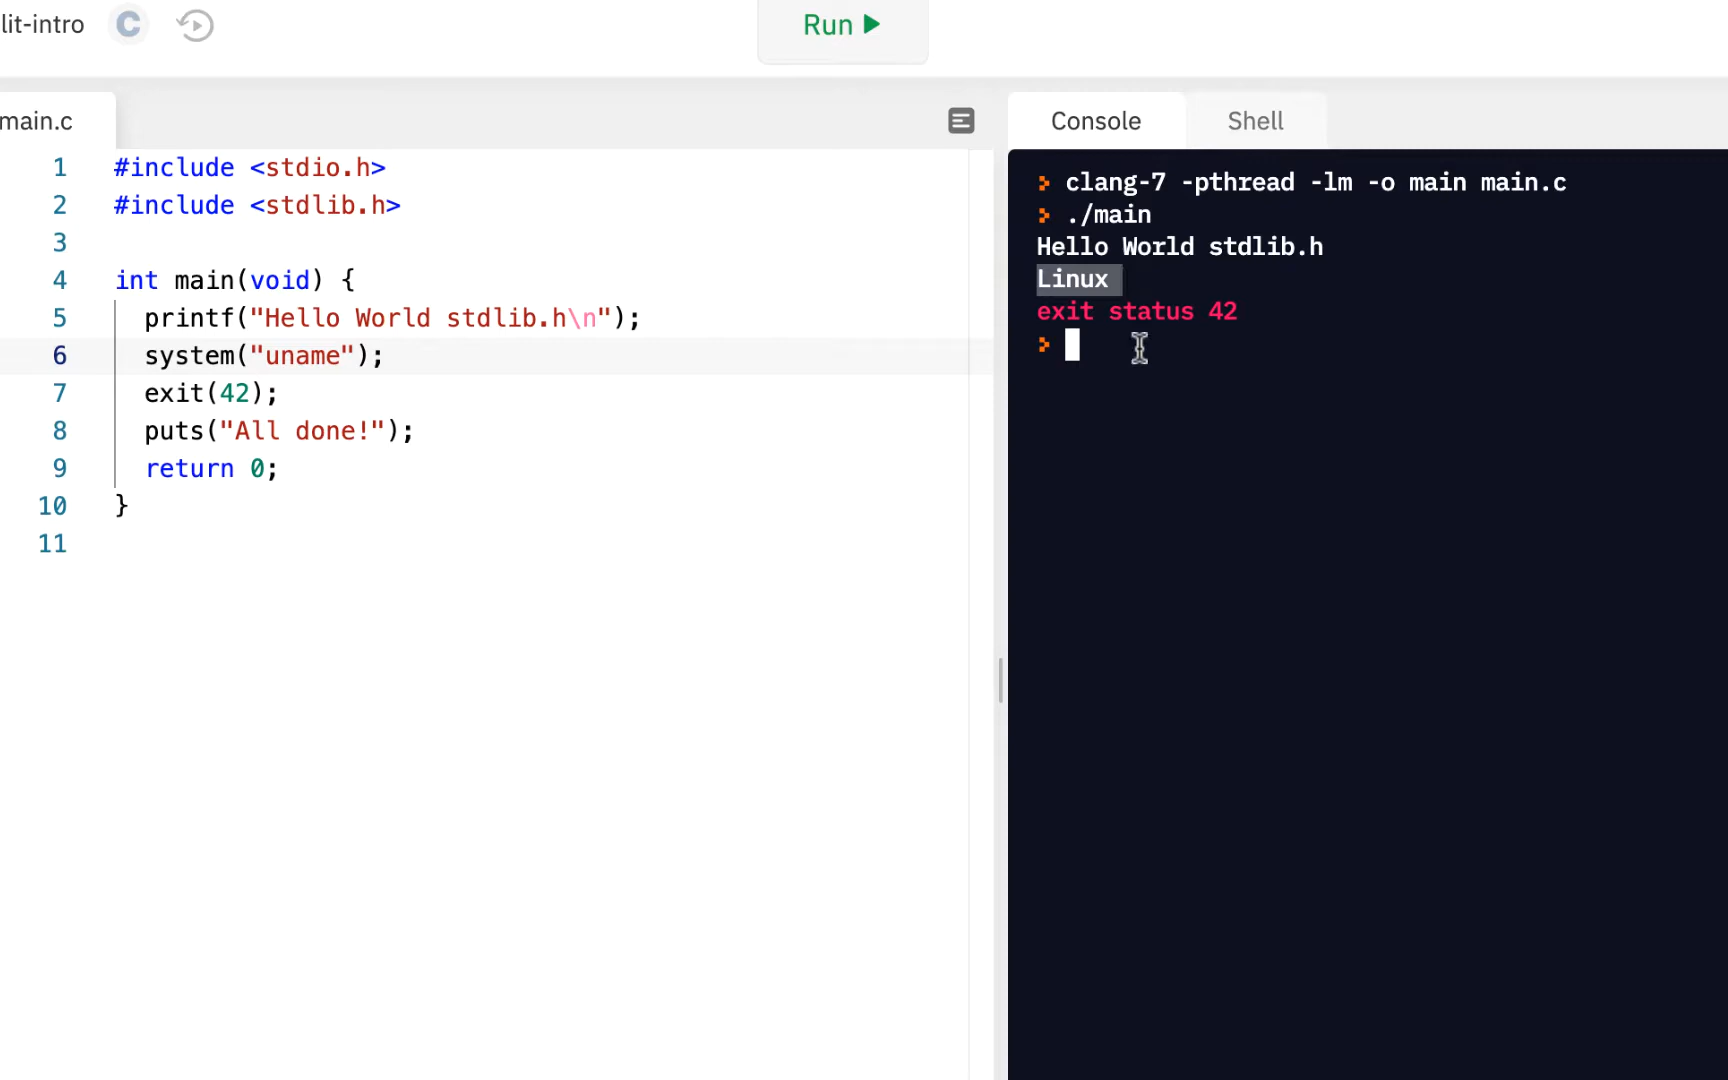 lit-intro C
Run
main.c
1 #include <stdio.h>
2 #include <stdlib.h>
3
4 int main(void) {
5 printf("Hello World stdlib.h\n");
6 system("uname");
7 exit(42);
8 puts("All done!");
9 return 0;
10 }
11
Console Shell
clang-7 -pthread -lm -o main main.c
./main
Hello World stdlib.h
Linux
exit status 42